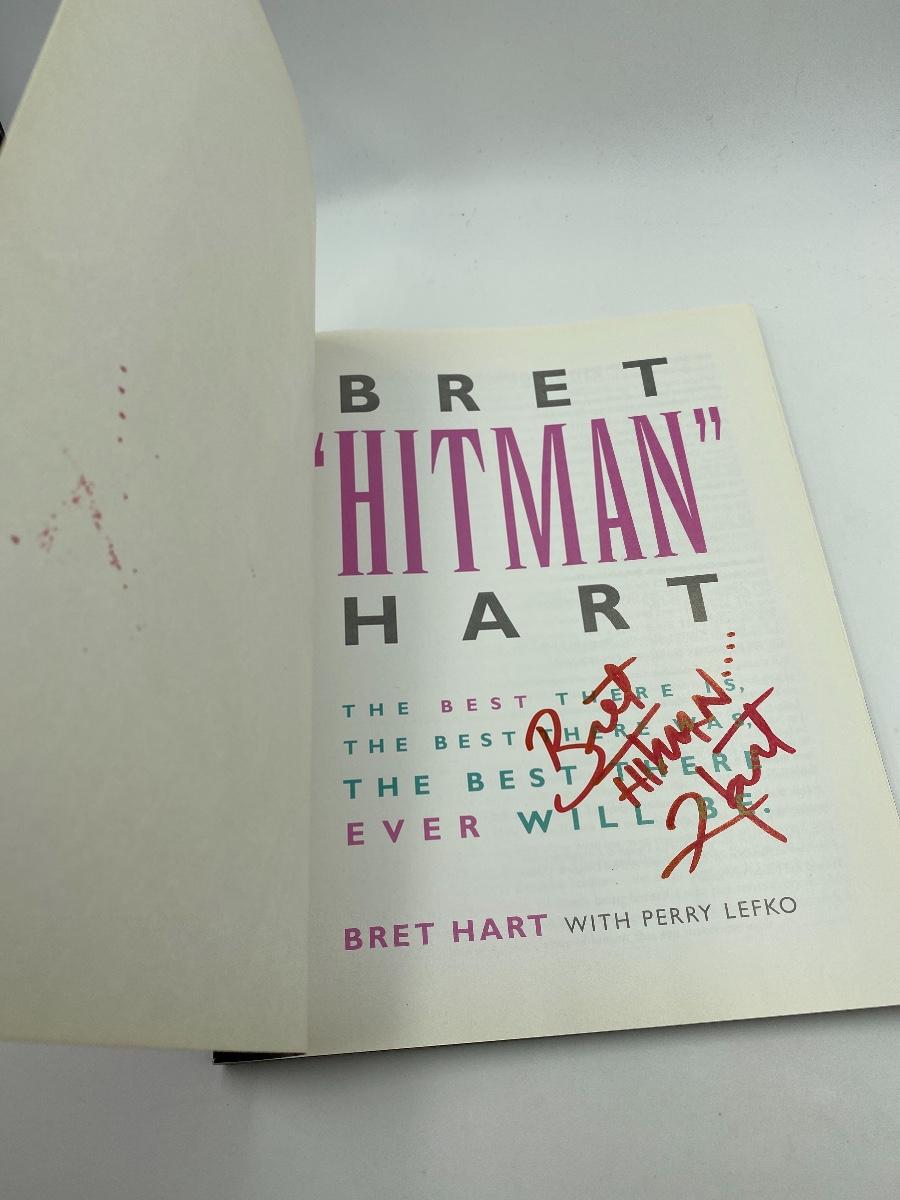 BRET
"HITMAN"
HART
THE BEST THERE IS,
THE BEST THERE WAS,
THE BEST THERE
EVER WILL BE.
Bret
HITMAN....
Hart
BRET HART WITH PERRY LEFKO